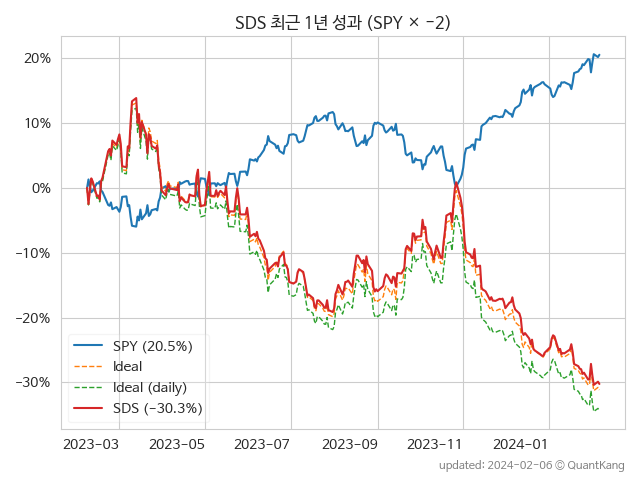 SDS 최근 1년 성과 (SPY × −2)
20%
10%
0%
−10%
−20%
−30%
SPY (20.5%)
Ideal
Ideal (daily)
SDS (−30.3%)
2023-03 2023-05 2023-07 2023-09 2023-11 2024-01
updated: 2024-02-06 © QuantKang